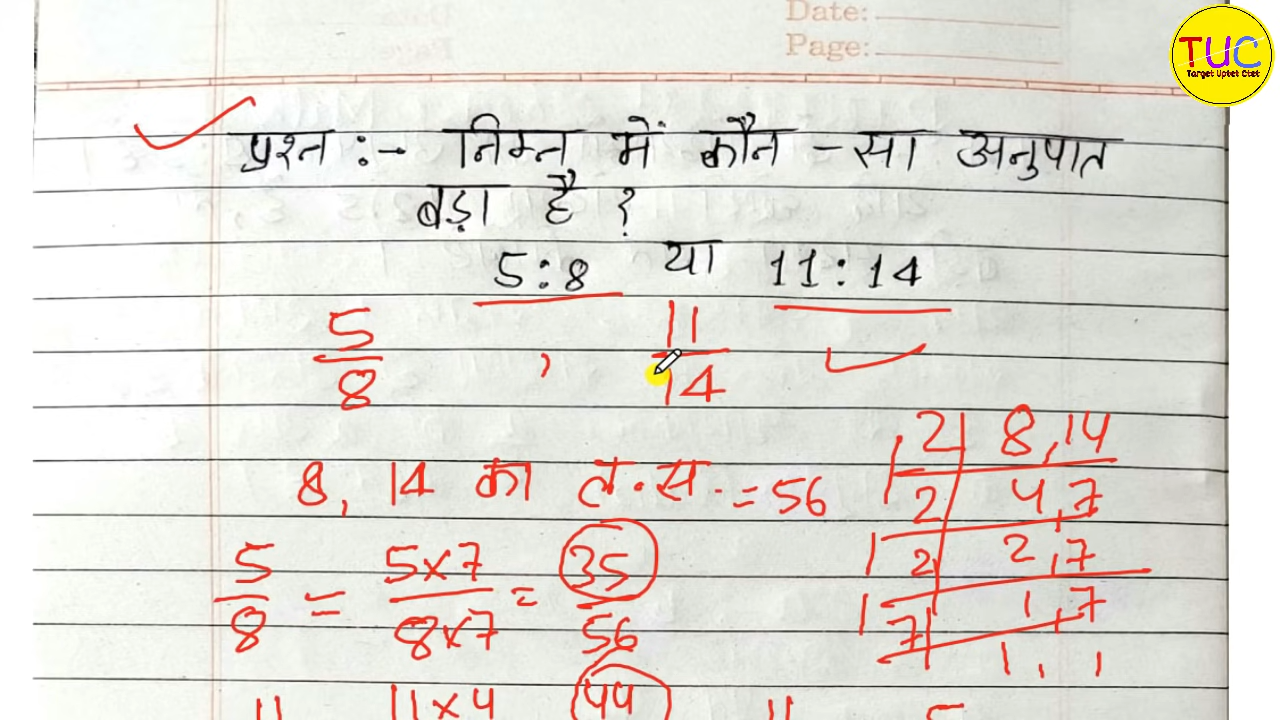 Date:
Page:
TUC
Target Uptet Ctet
प्रश्न :- निम्न में कौन-सा अनुपात
बड़ा है ?
5:8 या 11:14
5/8 , 11/14
8, 14 का ल.स. = 56
5/8 = 5×7/8×7 = 35/56
11 11×4 44 11 5
2| 8,14
2| 4,7
2| 2,7
7| 1,7
1, 1